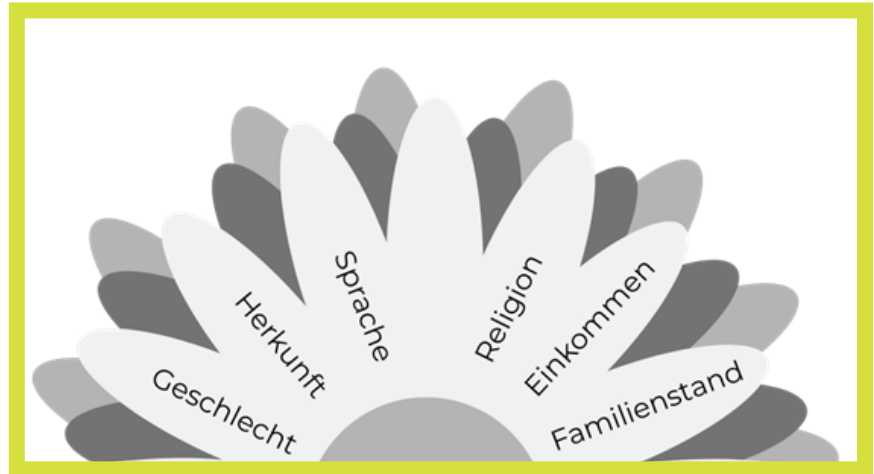 Geschlecht
Herkunft
Sprache
Religion
Einkommen
Familienstand